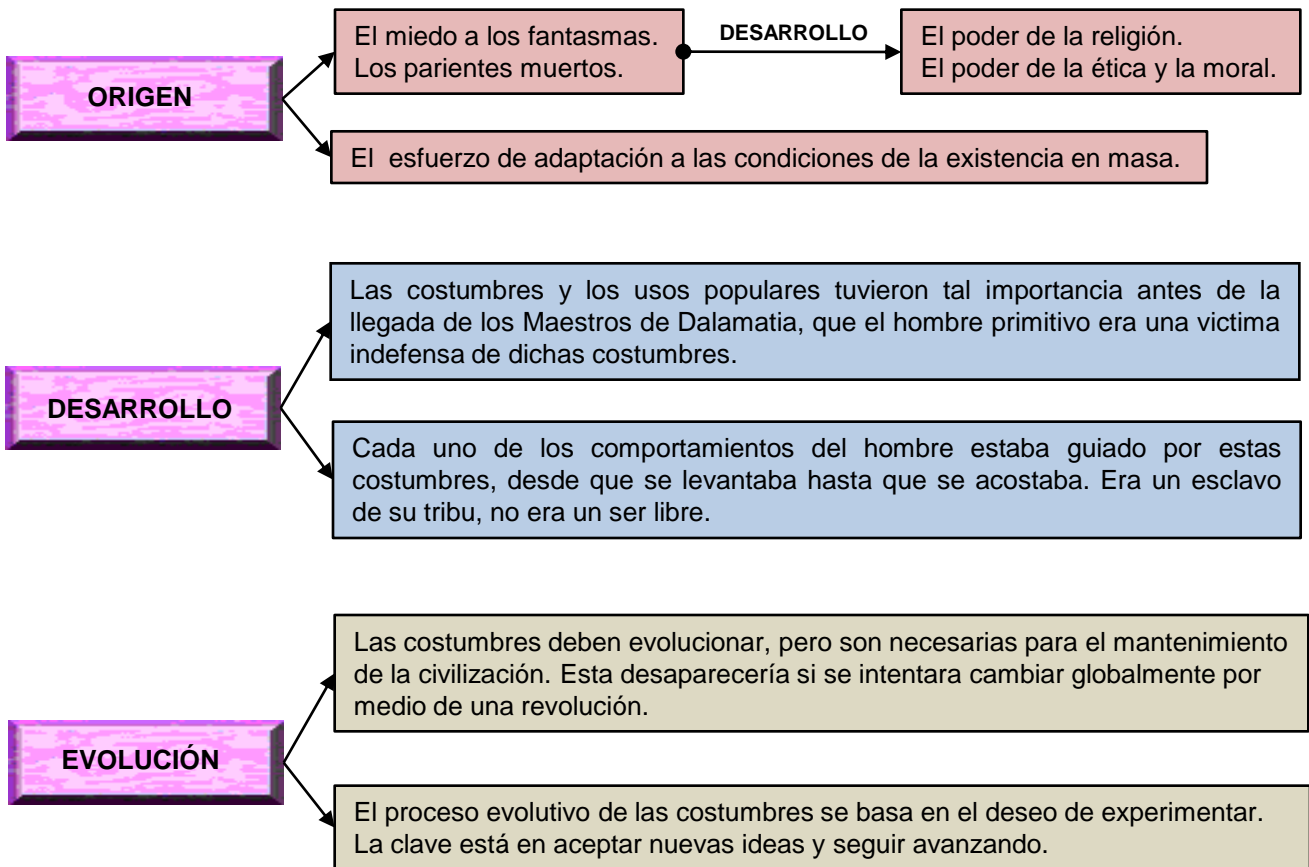 ORIGEN
El miedo a los fantasmas.
Los parientes muertos.
DESARROLLO
El poder de la religión.
El poder de la ética y la moral.
El esfuerzo de adaptación a las condiciones de la existencia en masa.
DESARROLLO
Las costumbres y los usos populares tuvieron tal importancia antes de la
llegada de los Maestros de Dalamatia, que el hombre primitivo era una victima
indefensa de dichas costumbres.
Cada uno de los comportamientos del hombre estaba guiado por estas
costumbres, desde que se levantaba hasta que se acostaba. Era un esclavo
de su tribu, no era un ser libre.
EVOLUCIÓN
Las costumbres deben evolucionar, pero son necesarias para el mantenimiento
de la civilización. Esta desaparecería si se intentara cambiar globalmente por
medio de una revolución.
El proceso evolutivo de las costumbres se basa en el deseo de experimentar.
La clave está en aceptar nuevas ideas y seguir avanzando.